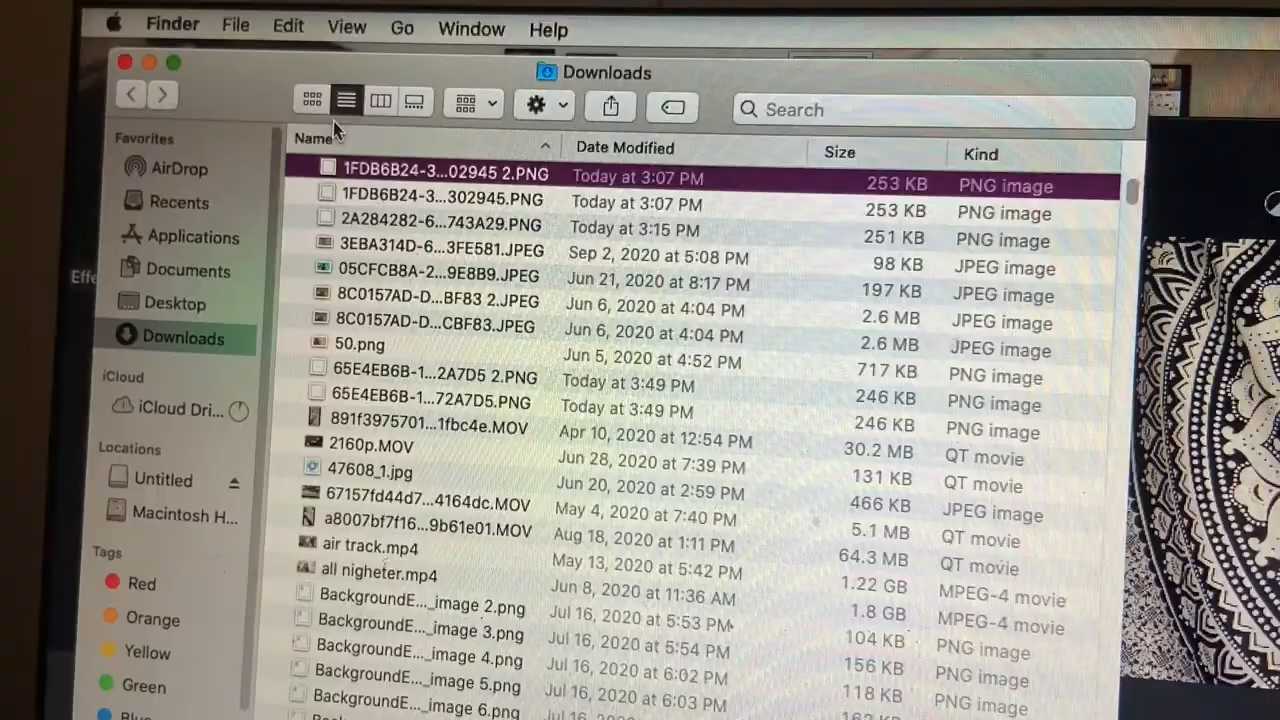 Finder File Edit View Go Window Help
Downloads
Search
Favorites
AirDrop
Recents
Applications
Documents
Desktop
Downloads
iCloud
iCloud Dri...
Locations
Untitled
Macintosh H...
Tags
Red
Orange
Yellow
Green
Blue
Name Date Modified Size Kind
1FDB6B24-3...02945 2.PNG Today at 3:07 PM 253 KB PNG image
1FDB6B24-3...302945.PNG Today at 3:07 PM 253 KB PNG image
2A284282-6...743A29.PNG Today at 3:15 PM 251 KB PNG image
3EBA314D-6...3FE581.JPEG Sep 2, 2020 at 5:08 PM 98 KB JPEG image
05CFCB8A-2...9E8B9.JPEG Jun 21, 2020 at 8:17 PM 197 KB JPEG image
8C0157AD-D...BF83 2.JPEG Jun 6, 2020 at 4:04 PM 2.6 MB JPEG image
8C0157AD-D...CBF83.JPEG Jun 6, 2020 at 4:04 PM 2.6 MB JPEG image
50.png Jun 5, 2020 at 4:52 PM 717 KB PNG image
65E4EB6B-1...2A7D5 2.PNG Today at 3:49 PM 246 KB PNG image
65E4EB6B-1...72A7D5.PNG Today at 3:49 PM 246 KB PNG image
891f3975701...1fbc4e.MOV Apr 10, 2020 at 12:54 PM 30.2 MB QT movie
2160p.MOV Jun 28, 2020 at 7:39 PM 131 KB QT movie
47608_1.jpg Jun 20, 2020 at 2:59 PM 466 KB JPEG image
67157fd44d7...4164dc.MOV May 4, 2020 at 7:40 PM 5.1 MB QT movie
a8007bf7f16...9b61e01.MOV Aug 18, 2020 at 1:11 PM 64.3 MB QT movie
air track.mp4 May 13, 2020 at 5:42 PM 1.22 GB MPEG-4 movie
all nigheter.mp4 Jun 8, 2020 at 11:36 AM 1.8 GB MPEG-4 movie
BackgroundE..._image 2.png Jul 16, 2020 at 5:53 PM 104 KB PNG image
BackgroundE..._image 3.png Jul 16, 2020 at 5:54 PM 156 KB PNG image
BackgroundE..._image 4.png Jul 16, 2020 at 6:02 PM 118 KB PNG image
BackgroundE..._image 5.png Jul 16, 2020 at 6:03 PM
BackgroundE..._image 6.png
Effe